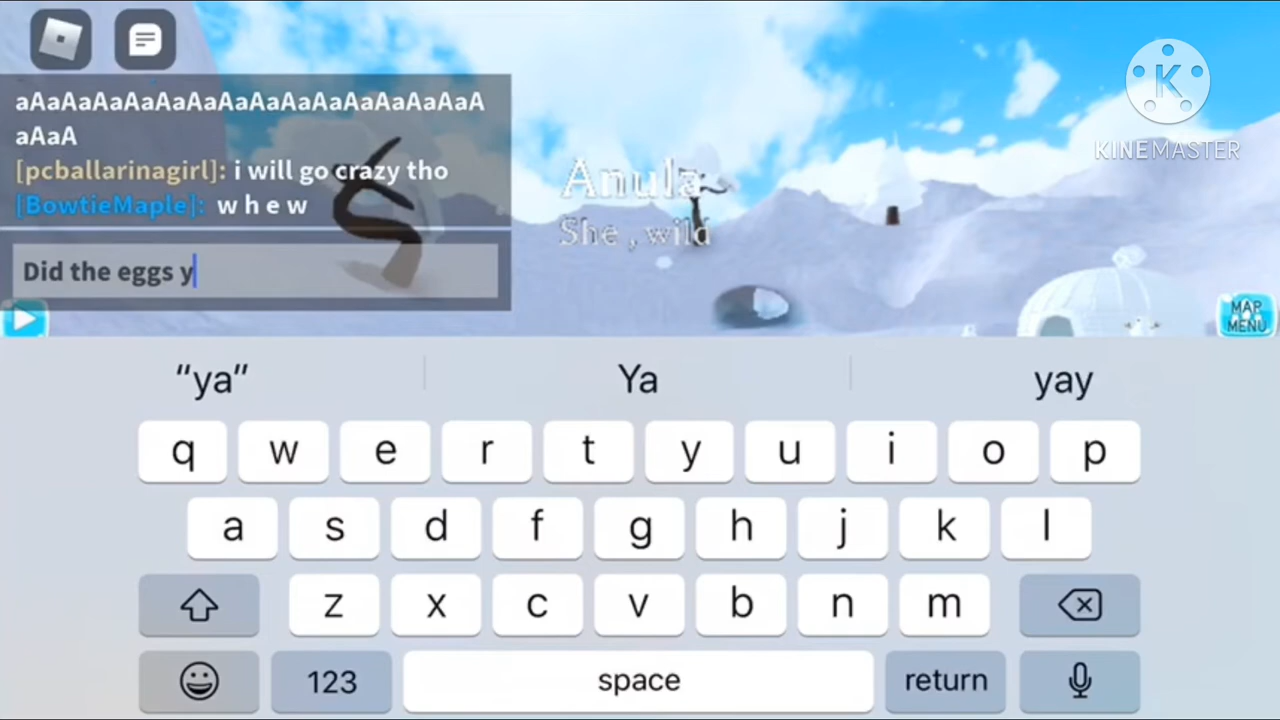 aAaAaAaAaAaAaAaAaAaAaAaAaAaAaA
aAaA
[pcballarinagirl]: i will go crazy tho
[BowtieMaple]: w h e w
Did the eggs y
Anula
She , wild
K
KINEMASTER
MAP
MENU
“ya” Ya yay
q w e r t y u i o p
a s d f g h j k l
z x c v b n m
123 space return